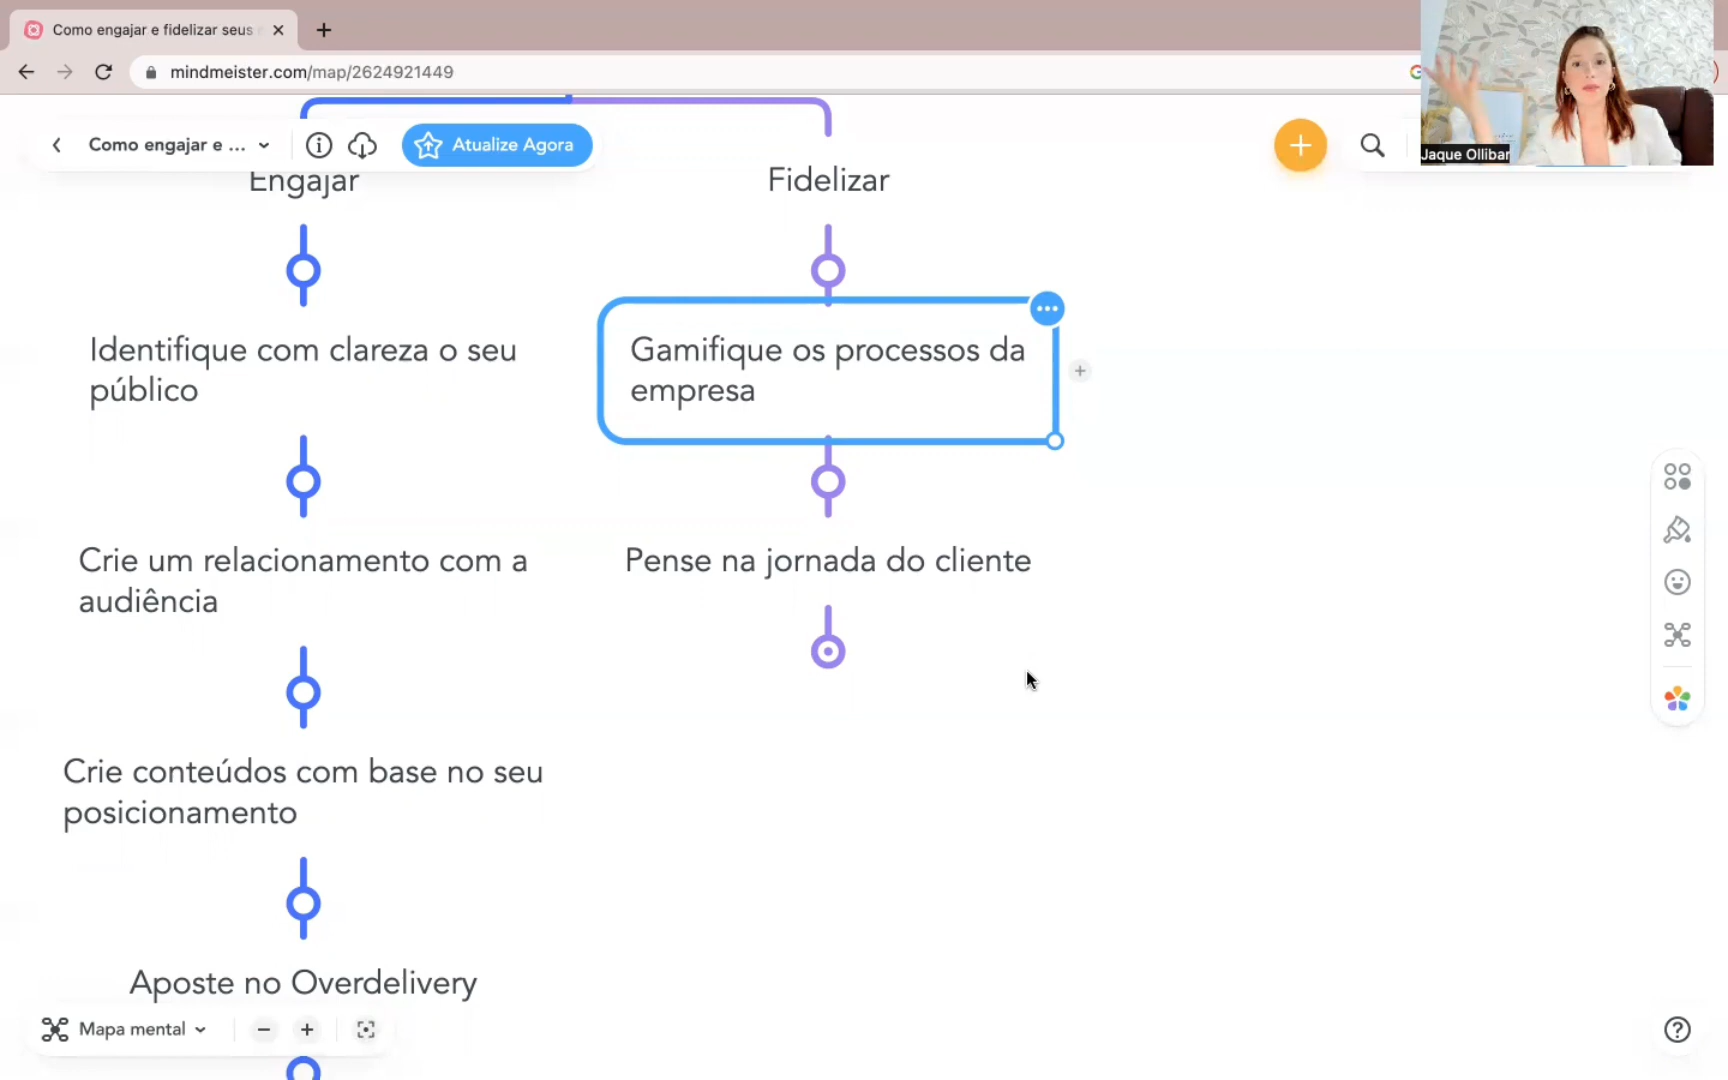 Como engajar e fidelizar seus
mindmeister.com/map/2624921449
Jaque Ollibar
Como engajar e ...
Atualize Agora
Engajar
Fidelizar
Identifique com clareza o seu
público
Gamifique os processos da
empresa
Crie um relacionamento com a
audiência
Pense na jornada do cliente
Crie conteúdos com base no seu
posicionamento
Aposte no Overdelivery
Mapa mental